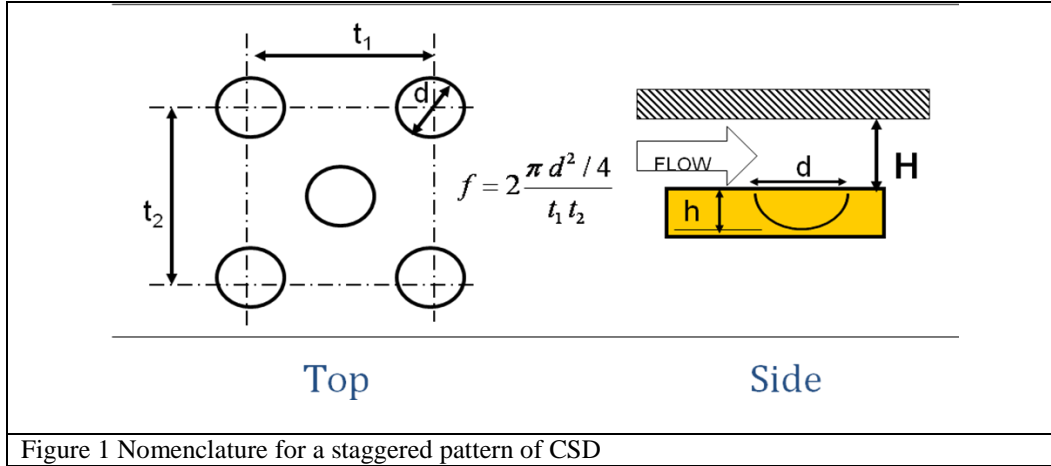 t₁
d
t₂
f = 2 (π d² / 4) / (t₁ t₂)
FLOW
d
H
h
Top
Side
Figure 1 Nomenclature for a staggered pattern of CSD